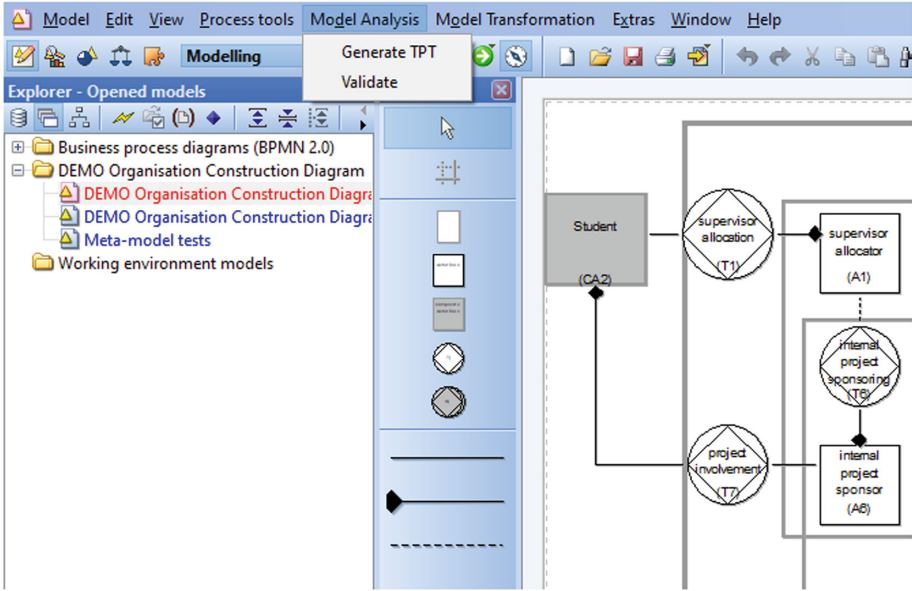 Model Edit View Process tools Model Analysis Model Transformation Extras Window Help
Modelling
Generate TPT
Validate
Explorer - Opened models
Business process diagrams (BPMN 2.0)
DEMO Organisation Construction Diagram
DEMO Organisation Construction Diagra
DEMO Organisation Construction Diagra
Meta-model tests
Working environment models
Student
(CA2)
supervisor
allocation
(T1)
supervisor
allocator
(A1)
internal
project
sponsoring
(T6)
project
involvement
(T7)
internal
project
sponsor
(A6)